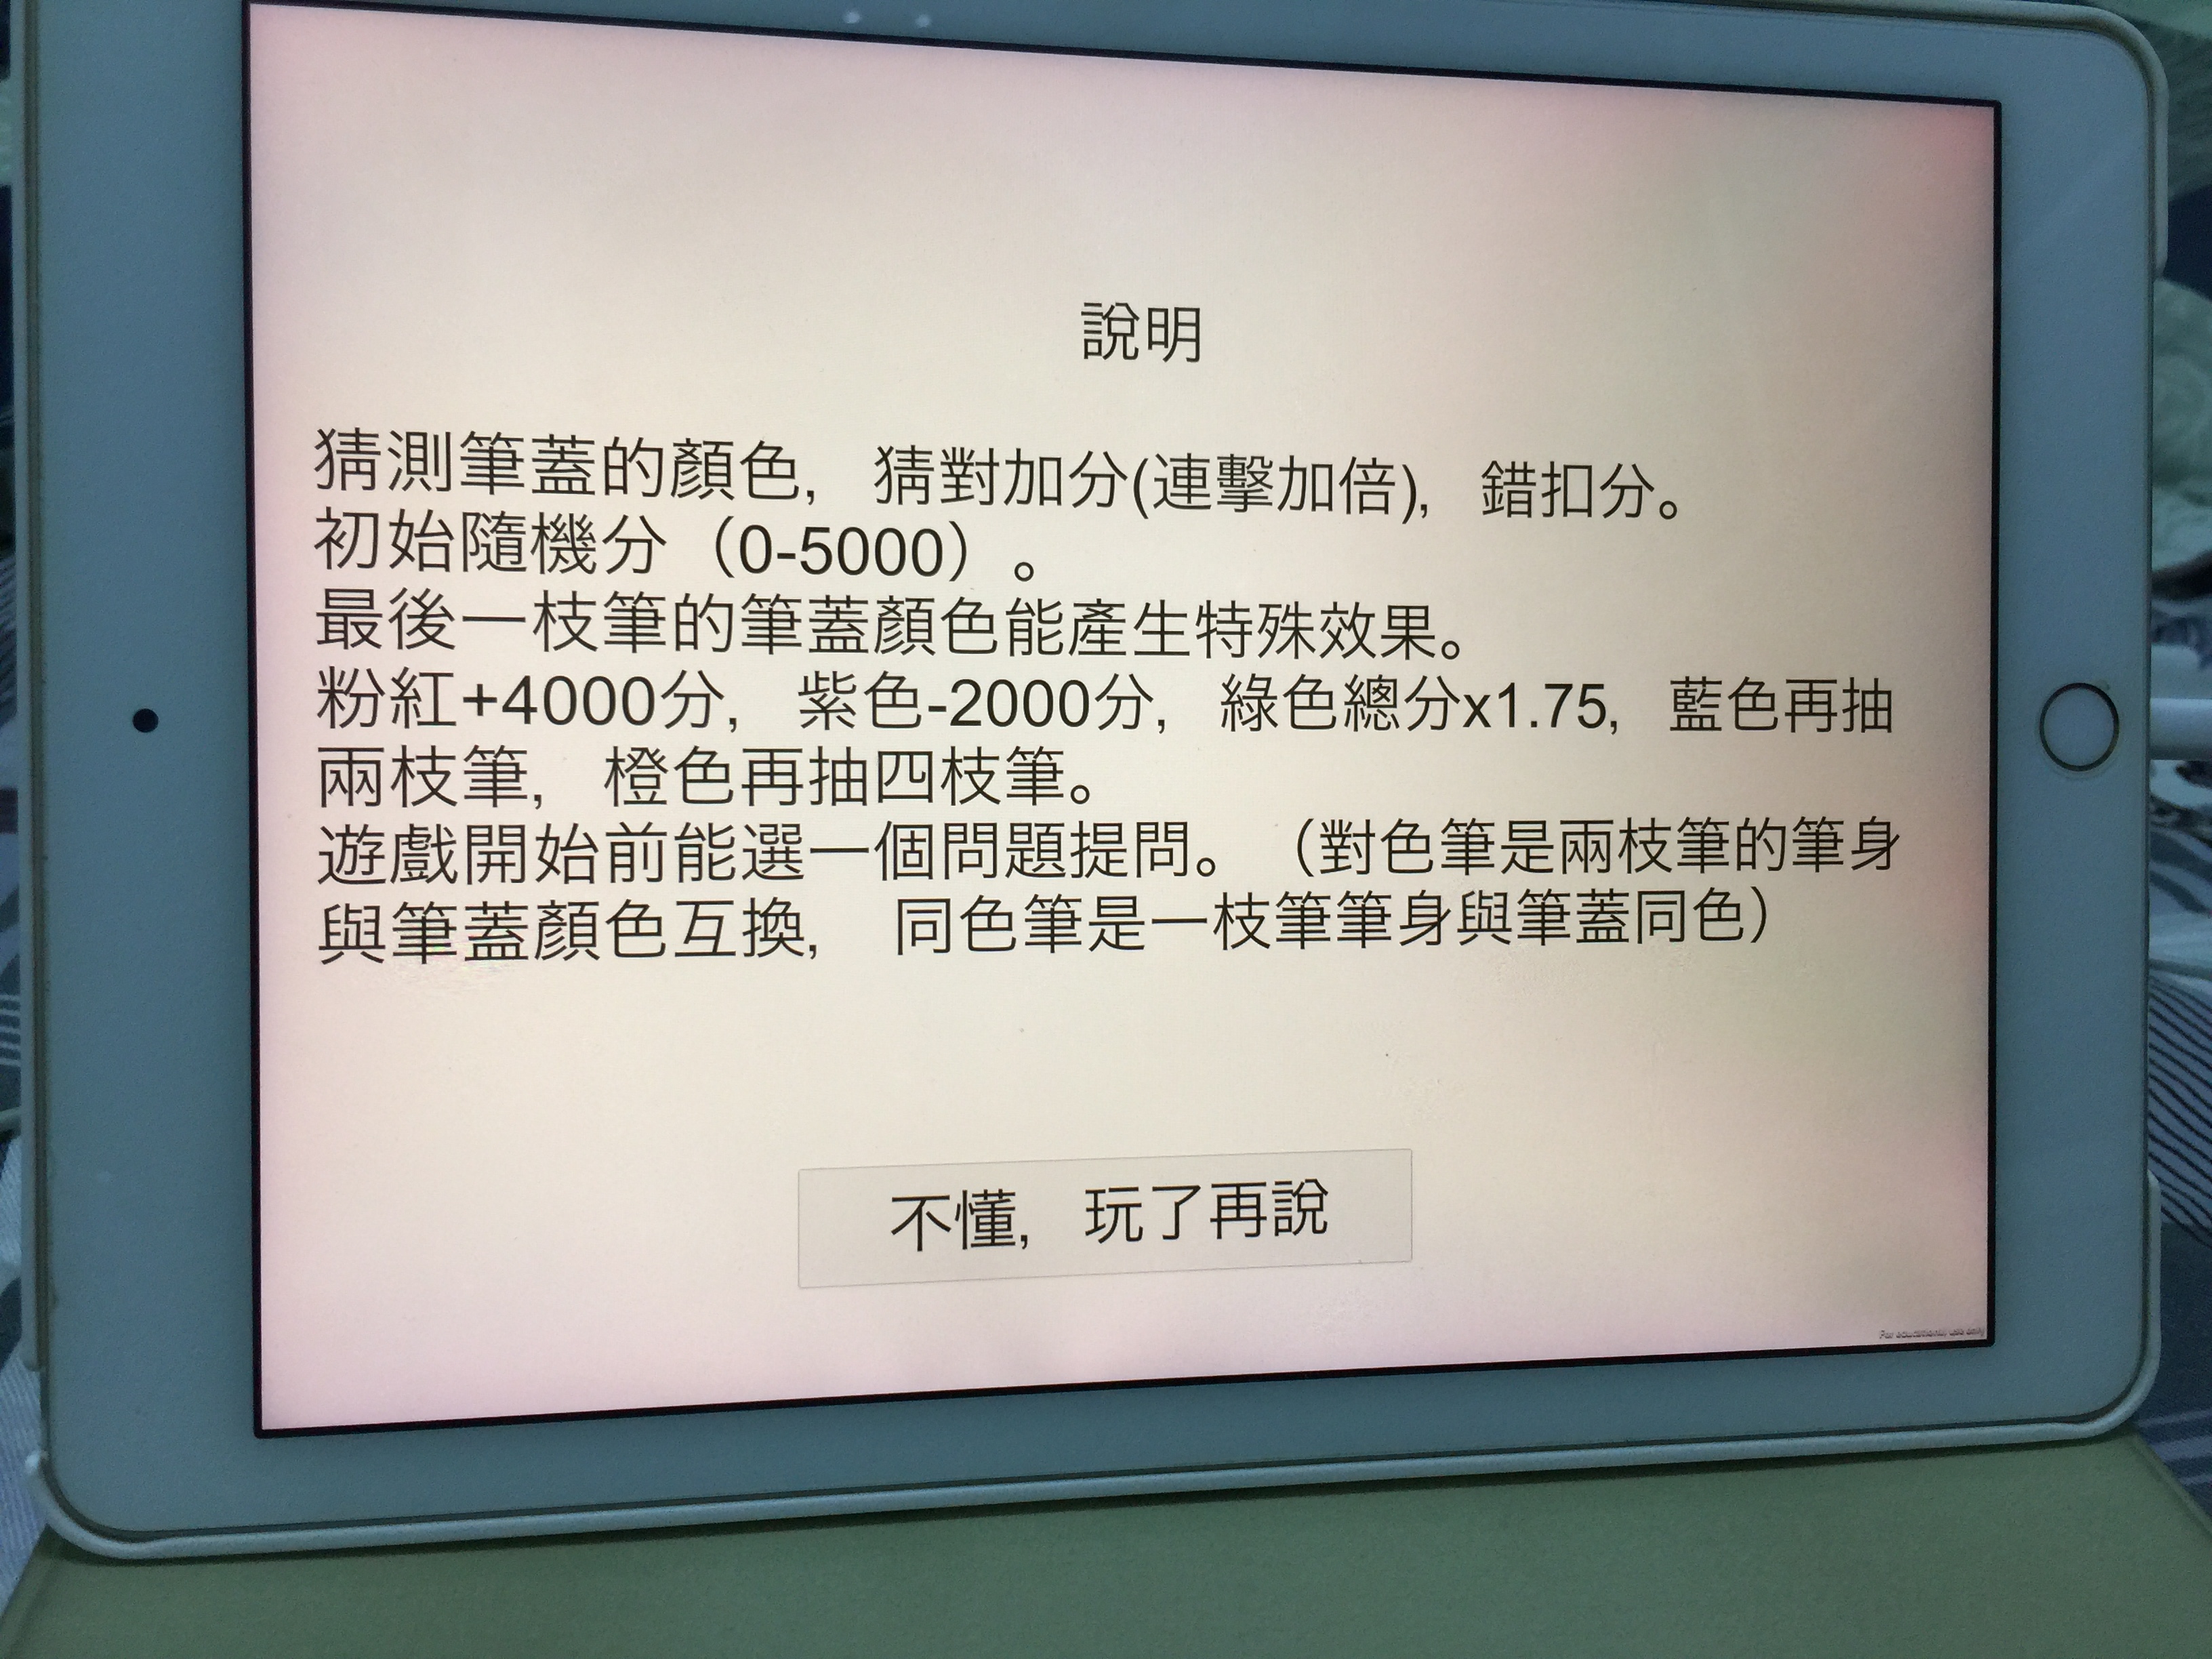 說明
猜測筆蓋的顏色, 猜對加分(連擊加倍), 錯扣分。
初始隨機分（0-5000）。
最後一枝筆的筆蓋顏色能產生特殊效果。
粉紅+4000分, 紫色-2000分, 綠色總分x1.75, 藍色再抽
兩枝筆, 橙色再抽四枝筆。
遊戲開始前能選一個問題提問。（對色筆是兩枝筆的筆身
與筆蓋顏色互換, 同色筆是一枝筆筆身與筆蓋同色）
不懂, 玩了再說
For educational use only